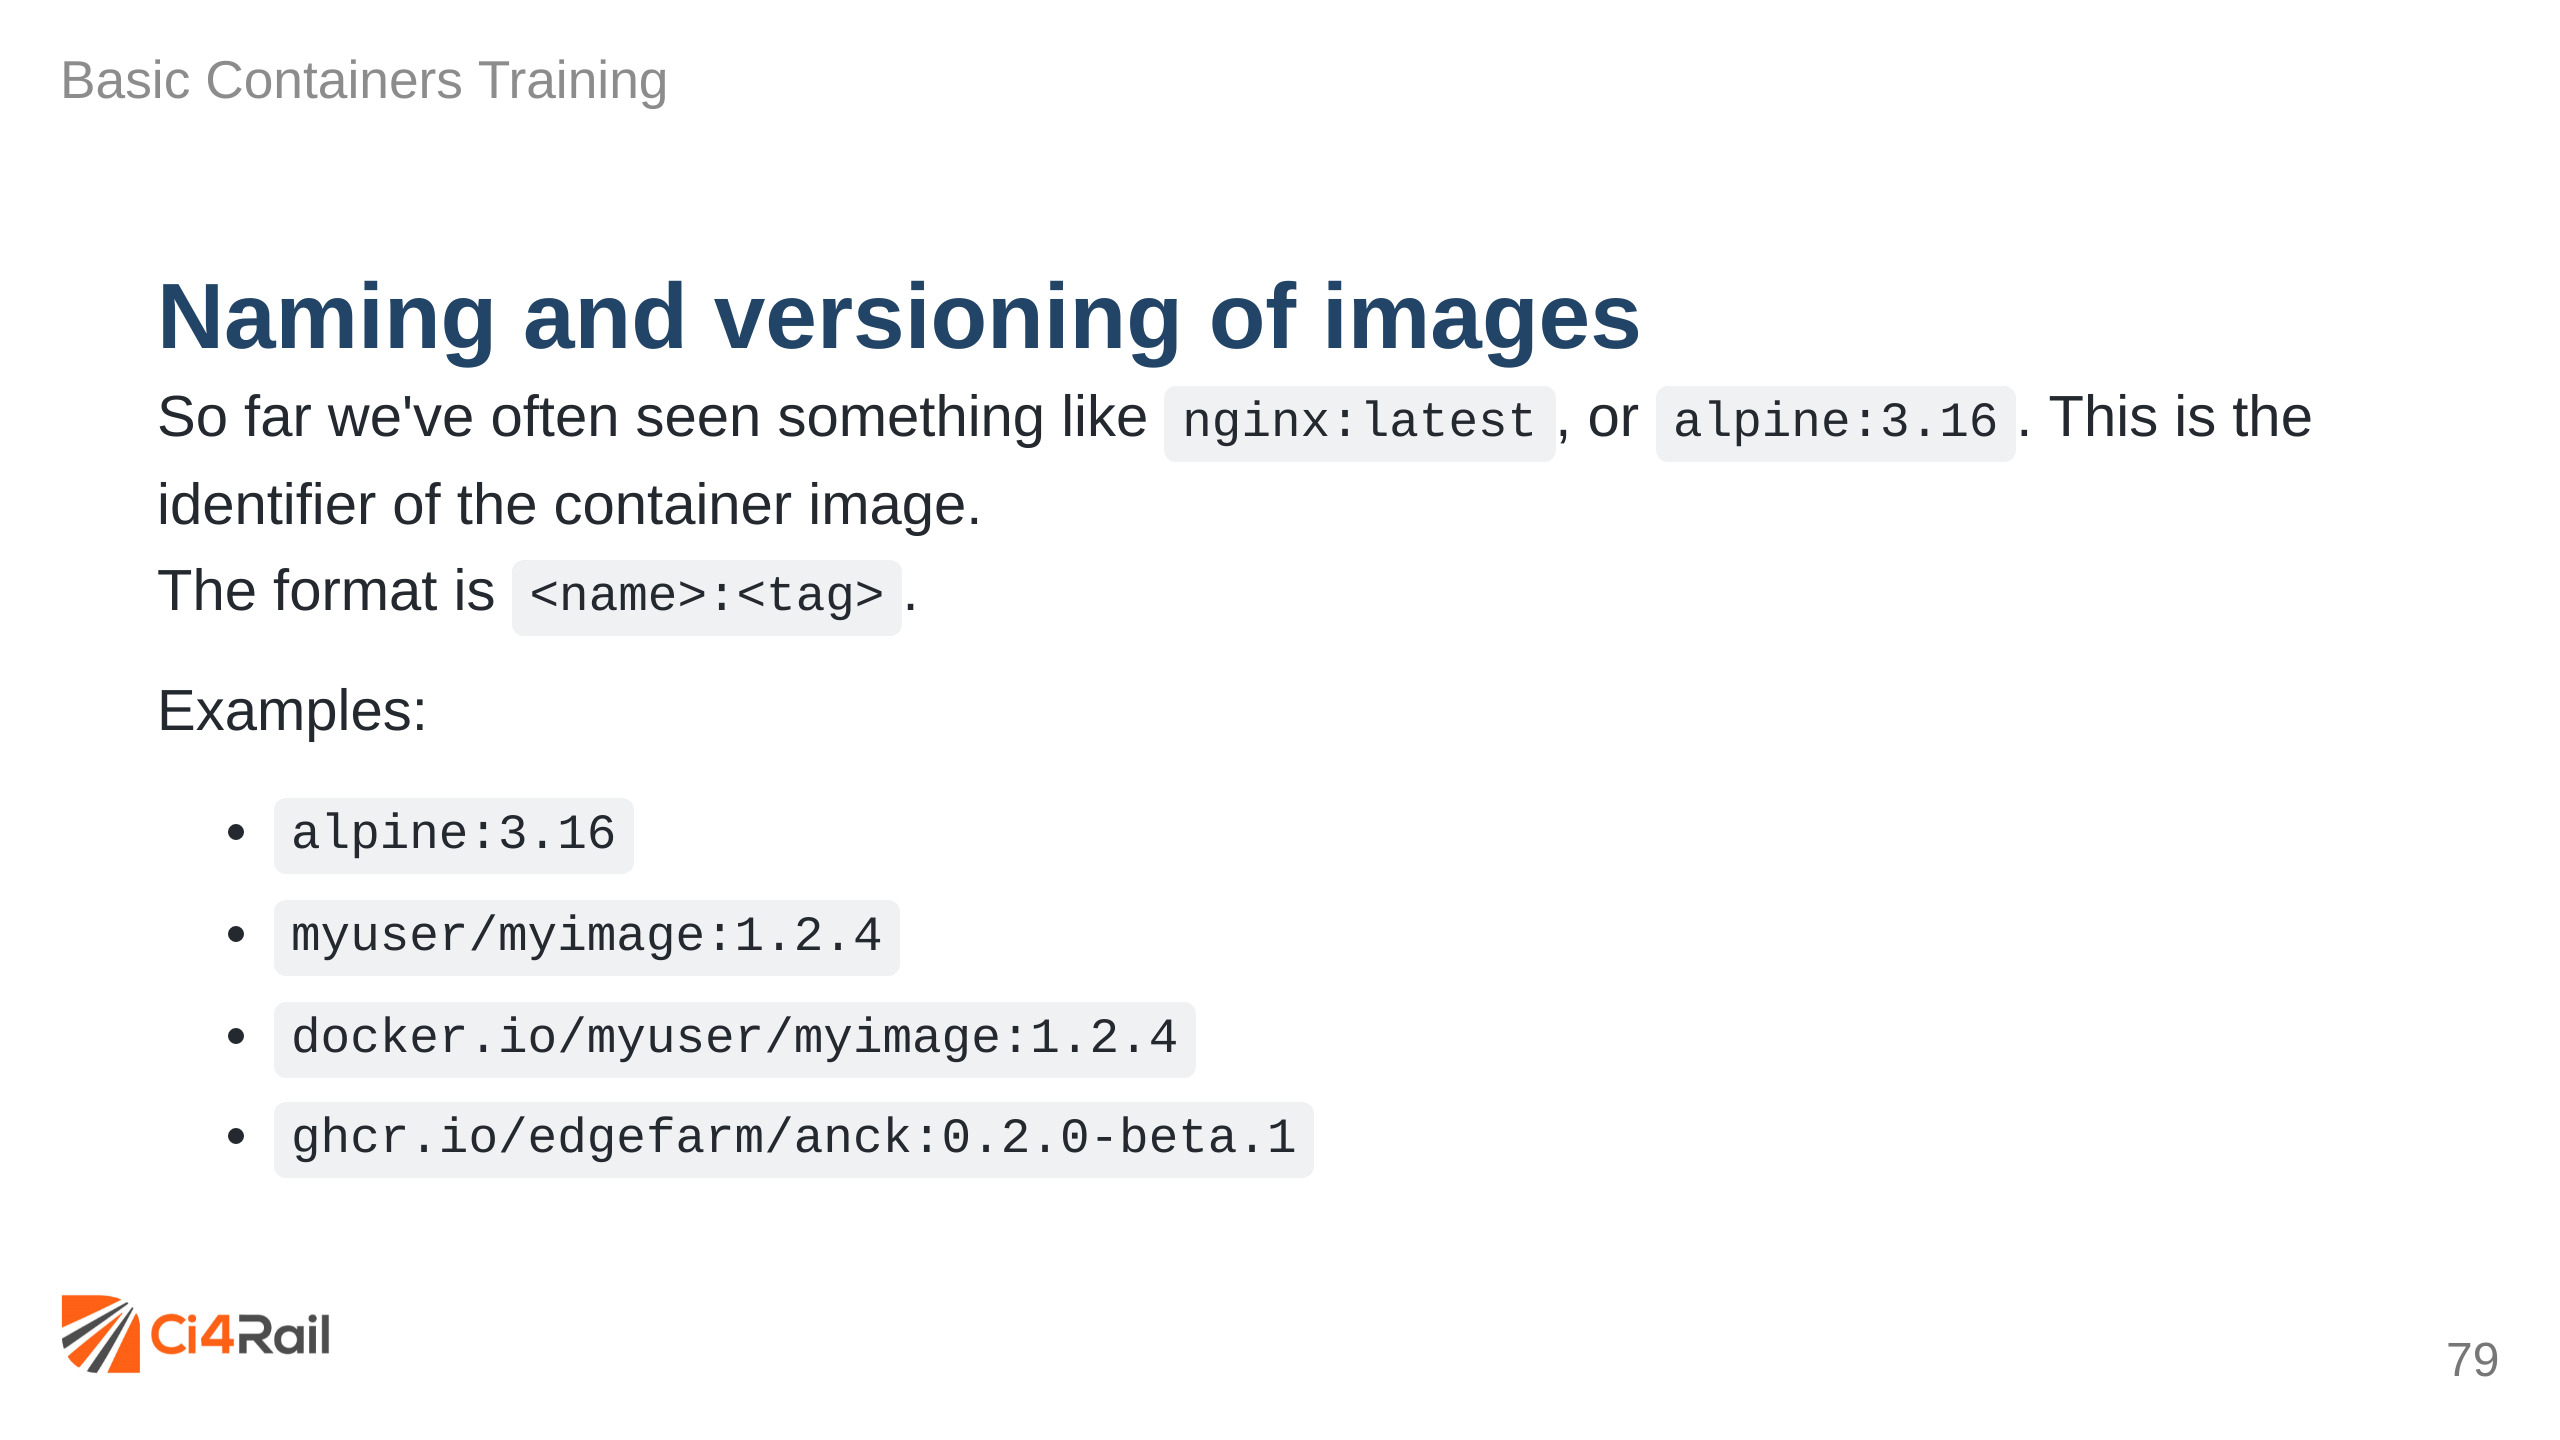 Basic Containers Training
Naming and versioning of images
So far we've often seen something like nginx:latest, or alpine:3.16. This is the
identifier of the container image.
The format is <name>:<tag>.
Examples:
• alpine:3.16
• myuser/myimage:1.2.4
• docker.io/myuser/myimage:1.2.4
• ghcr.io/edgefarm/anck:0.2.0-beta.1
Ci4Rail
79